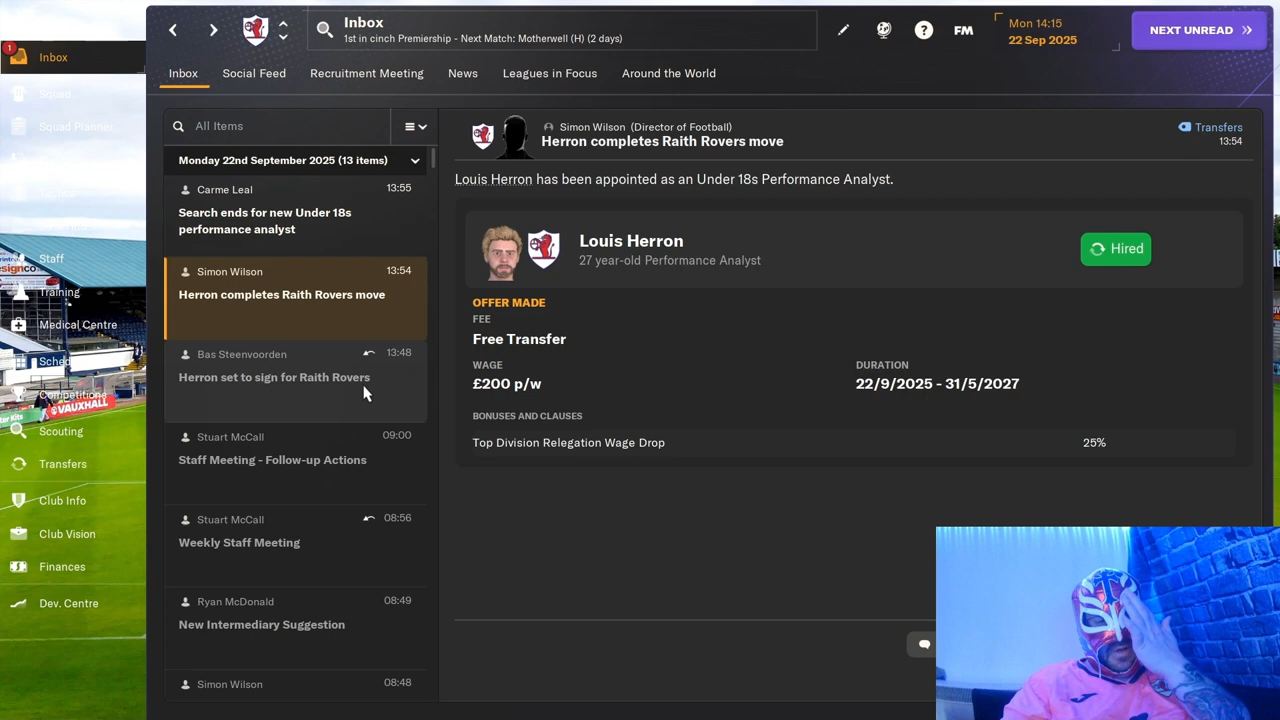 Inbox
1st in cinch Premiership - Next Match: Motherwell (H) (2 days)
?
FM
Mon 14:15
22 Sep 2025
NEXT UNREAD
1
Inbox
Squad
Squad Planner
Staff
Training
Medical Centre
Sched
Competitions
Scouting
Transfers
Club Info
Club Vision
Finances
Dev. Centre
VAUXHALL
Inbox
Social Feed
Recruitment Meeting
News
Leagues in Focus
Around the World
All Items
Monday 22nd September 2025 (13 items)
Carme Leal
13:55
Search ends for new Under 18s
performance analyst
Simon Wilson
13:54
Herron completes Raith Rovers move
Bas Steenvoorden
13:48
Herron set to sign for Raith Rovers
Stuart McCall
09:00
Staff Meeting - Follow-up Actions
Stuart McCall
08:56
Weekly Staff Meeting
Ryan McDonald
08:49
New Intermediary Suggestion
Simon Wilson
08:48
Simon Wilson (Director of Football)
Herron completes Raith Rovers move
Transfers
13:54
Louis Herron has been appointed as an Under 18s Performance Analyst.
Louis Herron
27 year-old Performance Analyst
Hired
OFFER MADE
FEE
Free Transfer
WAGE
£200 p/w
DURATION
22/9/2025 - 31/5/2027
BONUSES AND CLAUSES
Top Division Relegation Wage Drop
25%